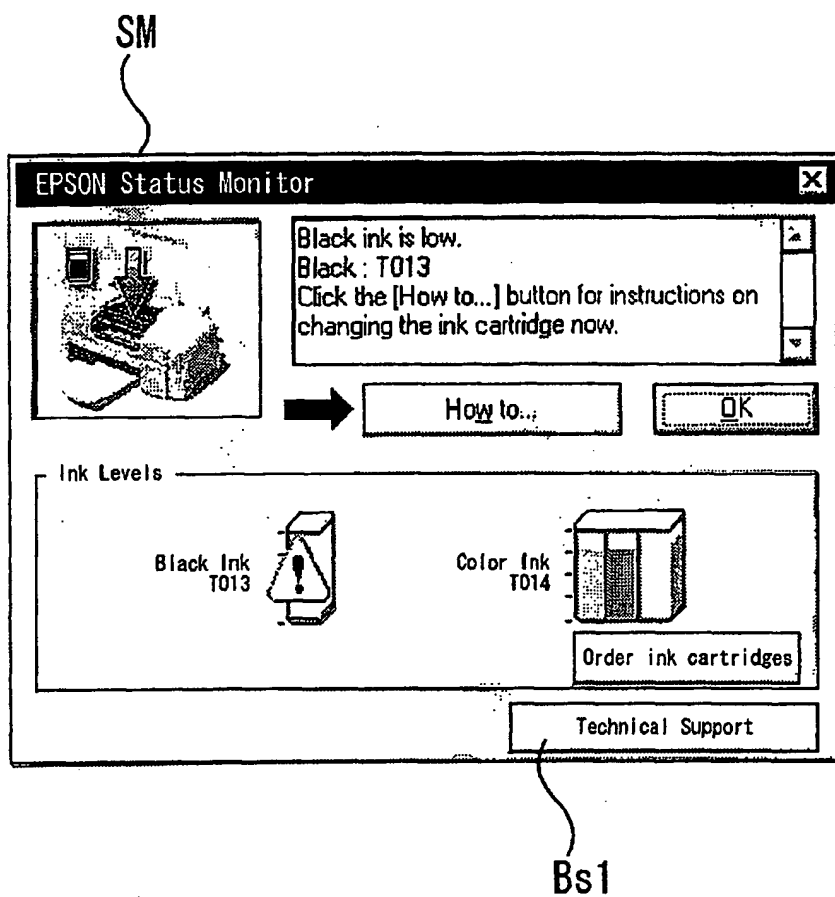 SM
EPSON Status Monitor
Black ink is low.
Black : T013
Click the [How to...] button for instructions on
changing the ink cartridge now.
How to...
OK
Ink Levels
Black Ink
T013
Color Ink
T014
Order ink cartridges
Technical Support
Bs1